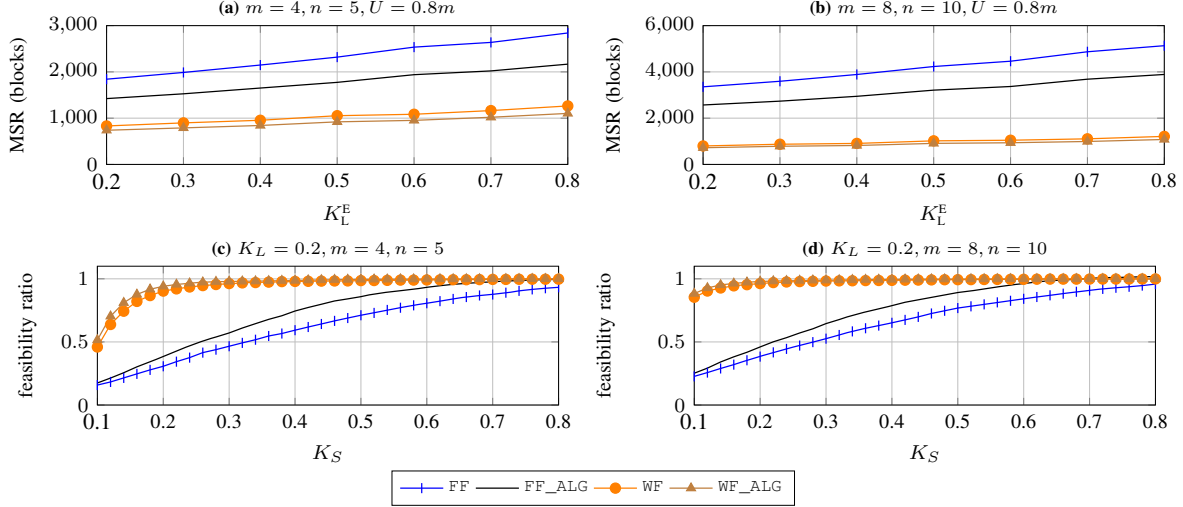 (a) m = 4, n = 5, U = 0.8m
3,000
2,000
1,000
0
MSR (blocks)
0.2 0.3 0.4 0.5 0.6 0.7 0.8
K_L^E
(b) m = 8, n = 10, U = 0.8m
6,000
4,000
2,000
0
MSR (blocks)
0.2 0.3 0.4 0.5 0.6 0.7 0.8
K_L^E
(c) K_L = 0.2, m = 4, n = 5
1
0.5
0
feasibility ratio
0.1 0.2 0.3 0.4 0.5 0.6 0.7 0.8
K_S
(d) K_L = 0.2, m = 8, n = 10
1
0.5
0
feasibility ratio
0.1 0.2 0.3 0.4 0.5 0.6 0.7 0.8
K_S
FF FF_ALG WF WF_ALG